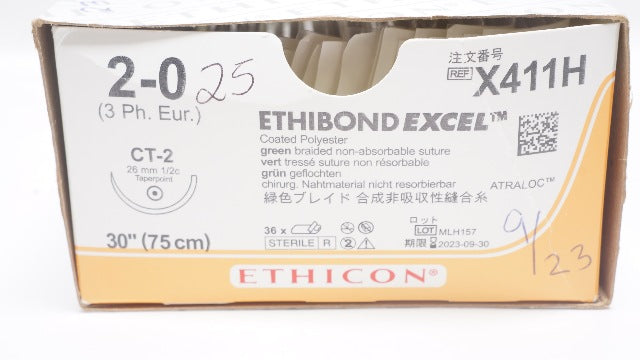 2-0
25
(3 Ph. Eur.)
CT-2
26 mm 1/2c
Taperpoint
30" (75 cm)
注文番号
REF X411H
ETHIBOND EXCEL™
Coated Polyester
green braided non-absorbable suture
vert tressé suture non résorbable
grün geflochten
chirurg. Nahtmaterial nicht resorbierbar
緑色ブレイド 合成非吸収性縫合糸
ATRALOC™
36 x
STERILE R
ロット
LOT MLH157
期限 2023-09-30
9/23
ETHICON®